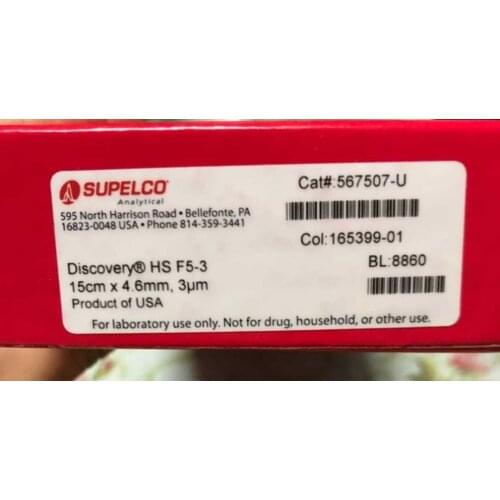 SUPELCO
Analytical
595 North Harrison Road • Bellefonte, PA
16823-0048 USA • Phone 814-359-3441
Cat#:567507-U
Col:165399-01
BL:8860
Discovery® HS F5-3
15cm x 4.6mm, 3µm
Product of USA
For laboratory use only. Not for drug, household, or other use.